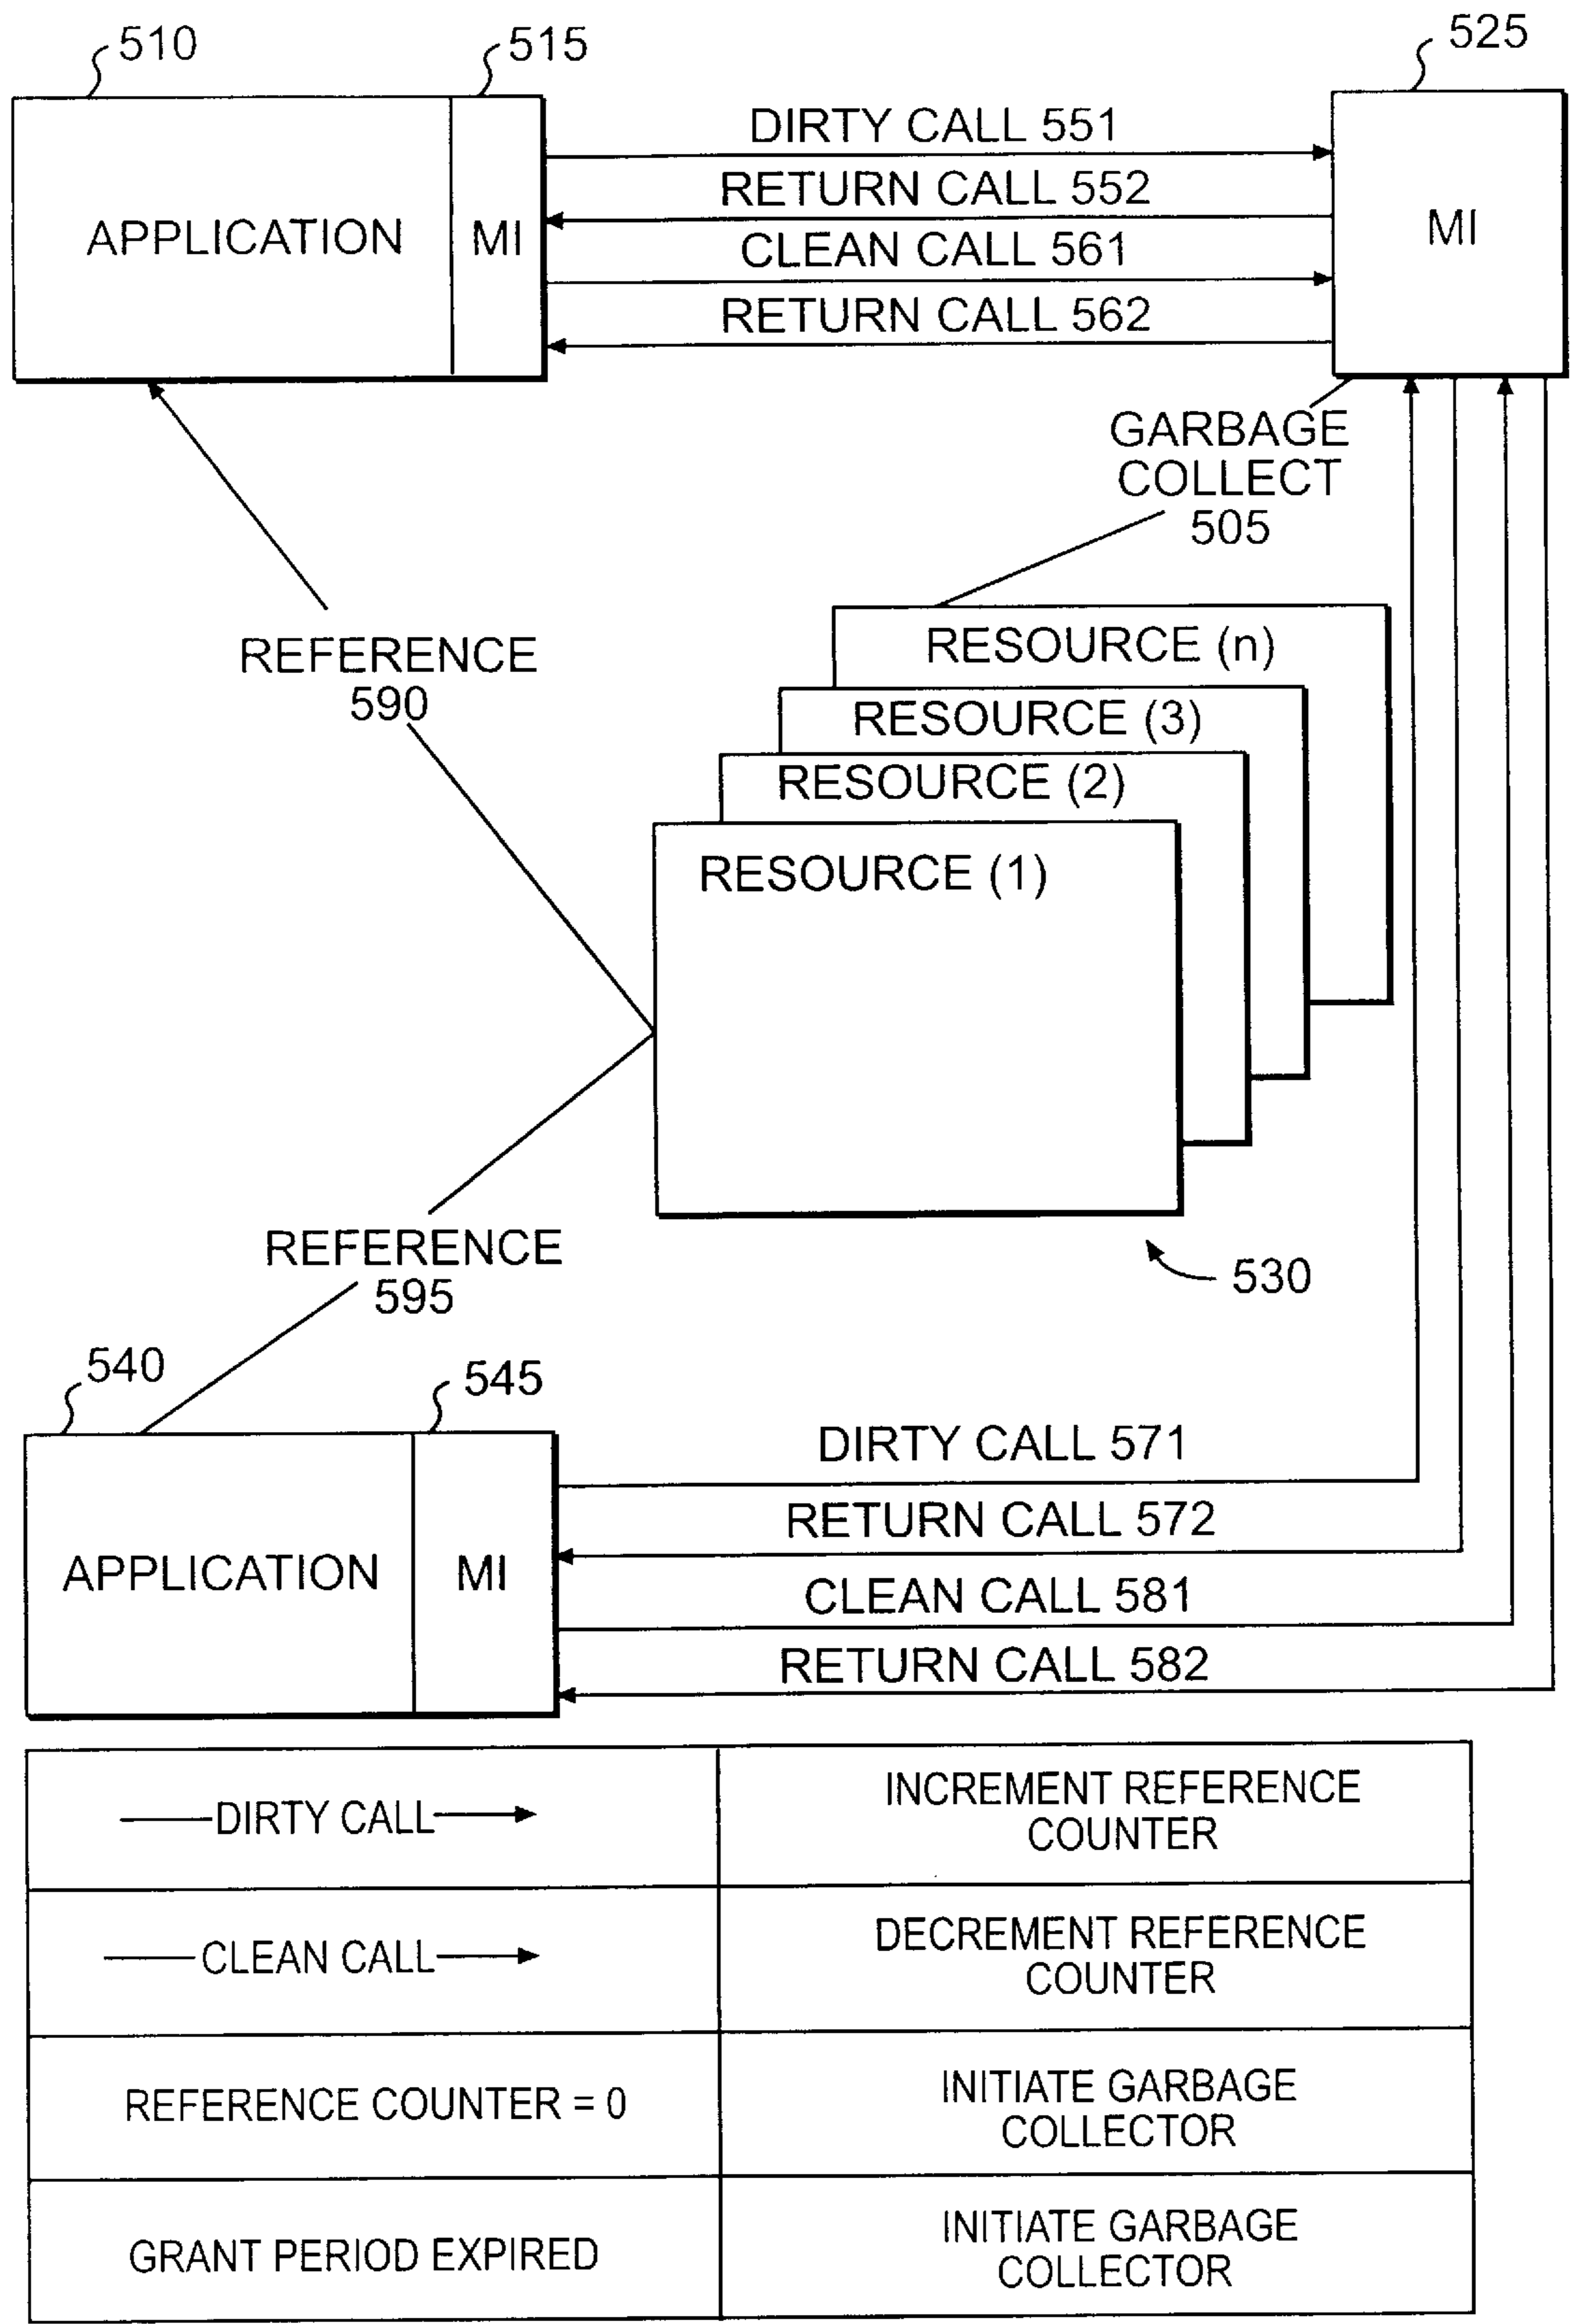 510
515
525
DIRTY CALL 551
RETURN CALL 552
APPLICATION
MI
MI
CLEAN CALL 561
RETURN CALL 562
GARBAGE
COLLECT
505
REFERENCE
590
RESOURCE (n)
RESOURCE (3)
RESOURCE (2)
RESOURCE (1)
REFERENCE
595
530
540
545
DIRTY CALL 571
RETURN CALL 572
APPLICATION
MI
CLEAN CALL 581
RETURN CALL 582
DIRTY CALL
INCREMENT REFERENCE
COUNTER
CLEAN CALL
DECREMENT REFERENCE
COUNTER
REFERENCE COUNTER = 0
INITIATE GARBAGE
COLLECTOR
GRANT PERIOD EXPIRED
INITIATE GARBAGE
COLLECTOR